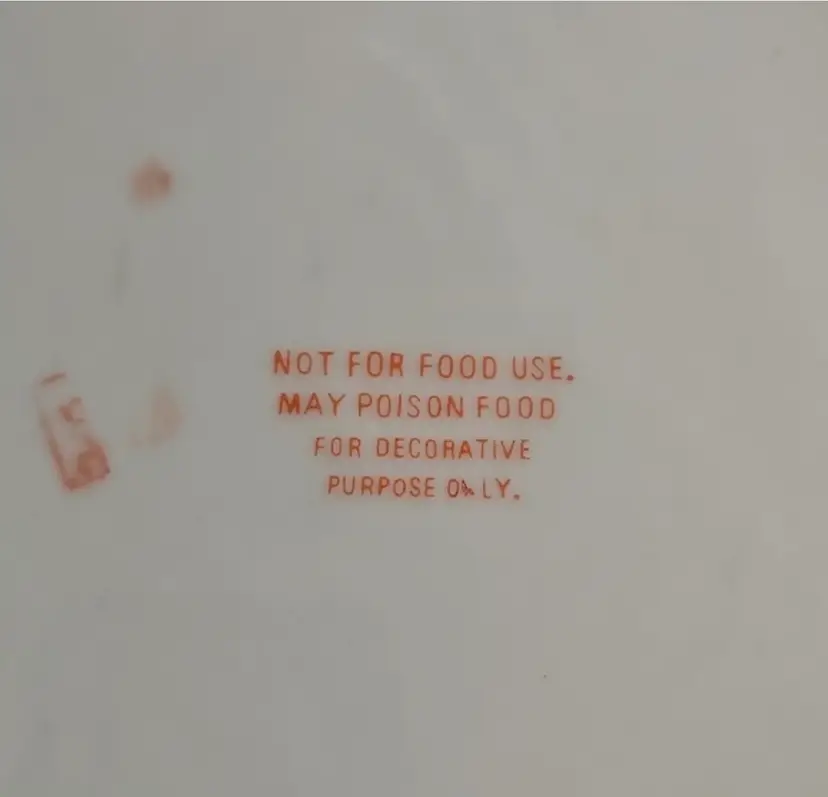 NOT FOR FOOD USE.
MAY POISON FOOD
FOR DECORATIVE
PURPOSE ONLY.